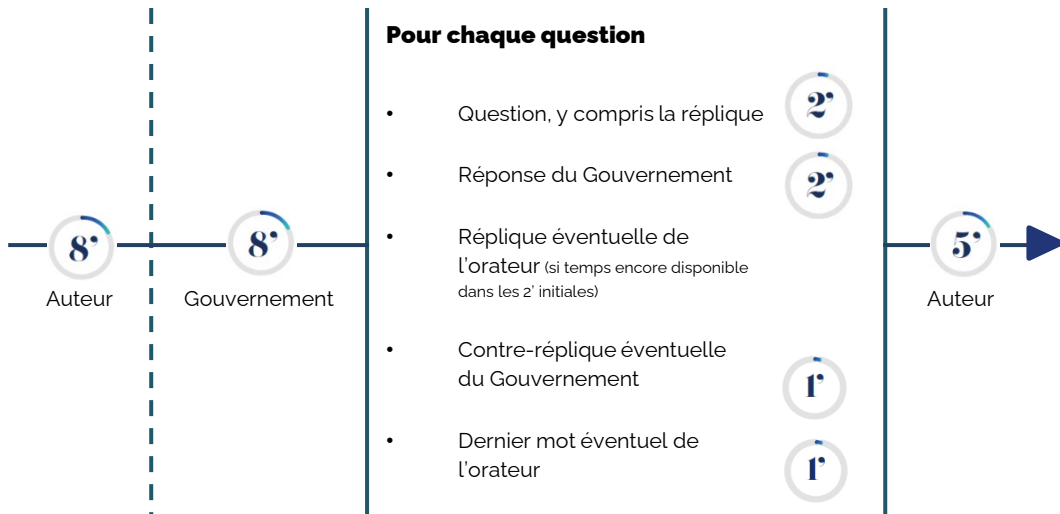 8’
Auteur
8’
Gouvernement
Pour chaque question
• Question, y compris la réplique
2’
• Réponse du Gouvernement
2’
• Réplique éventuelle de
l’orateur (si temps encore disponible
dans les 2’ initiales)
• Contre-réplique éventuelle
du Gouvernement
1’
• Dernier mot éventuel de
l’orateur
1’
5’
Auteur